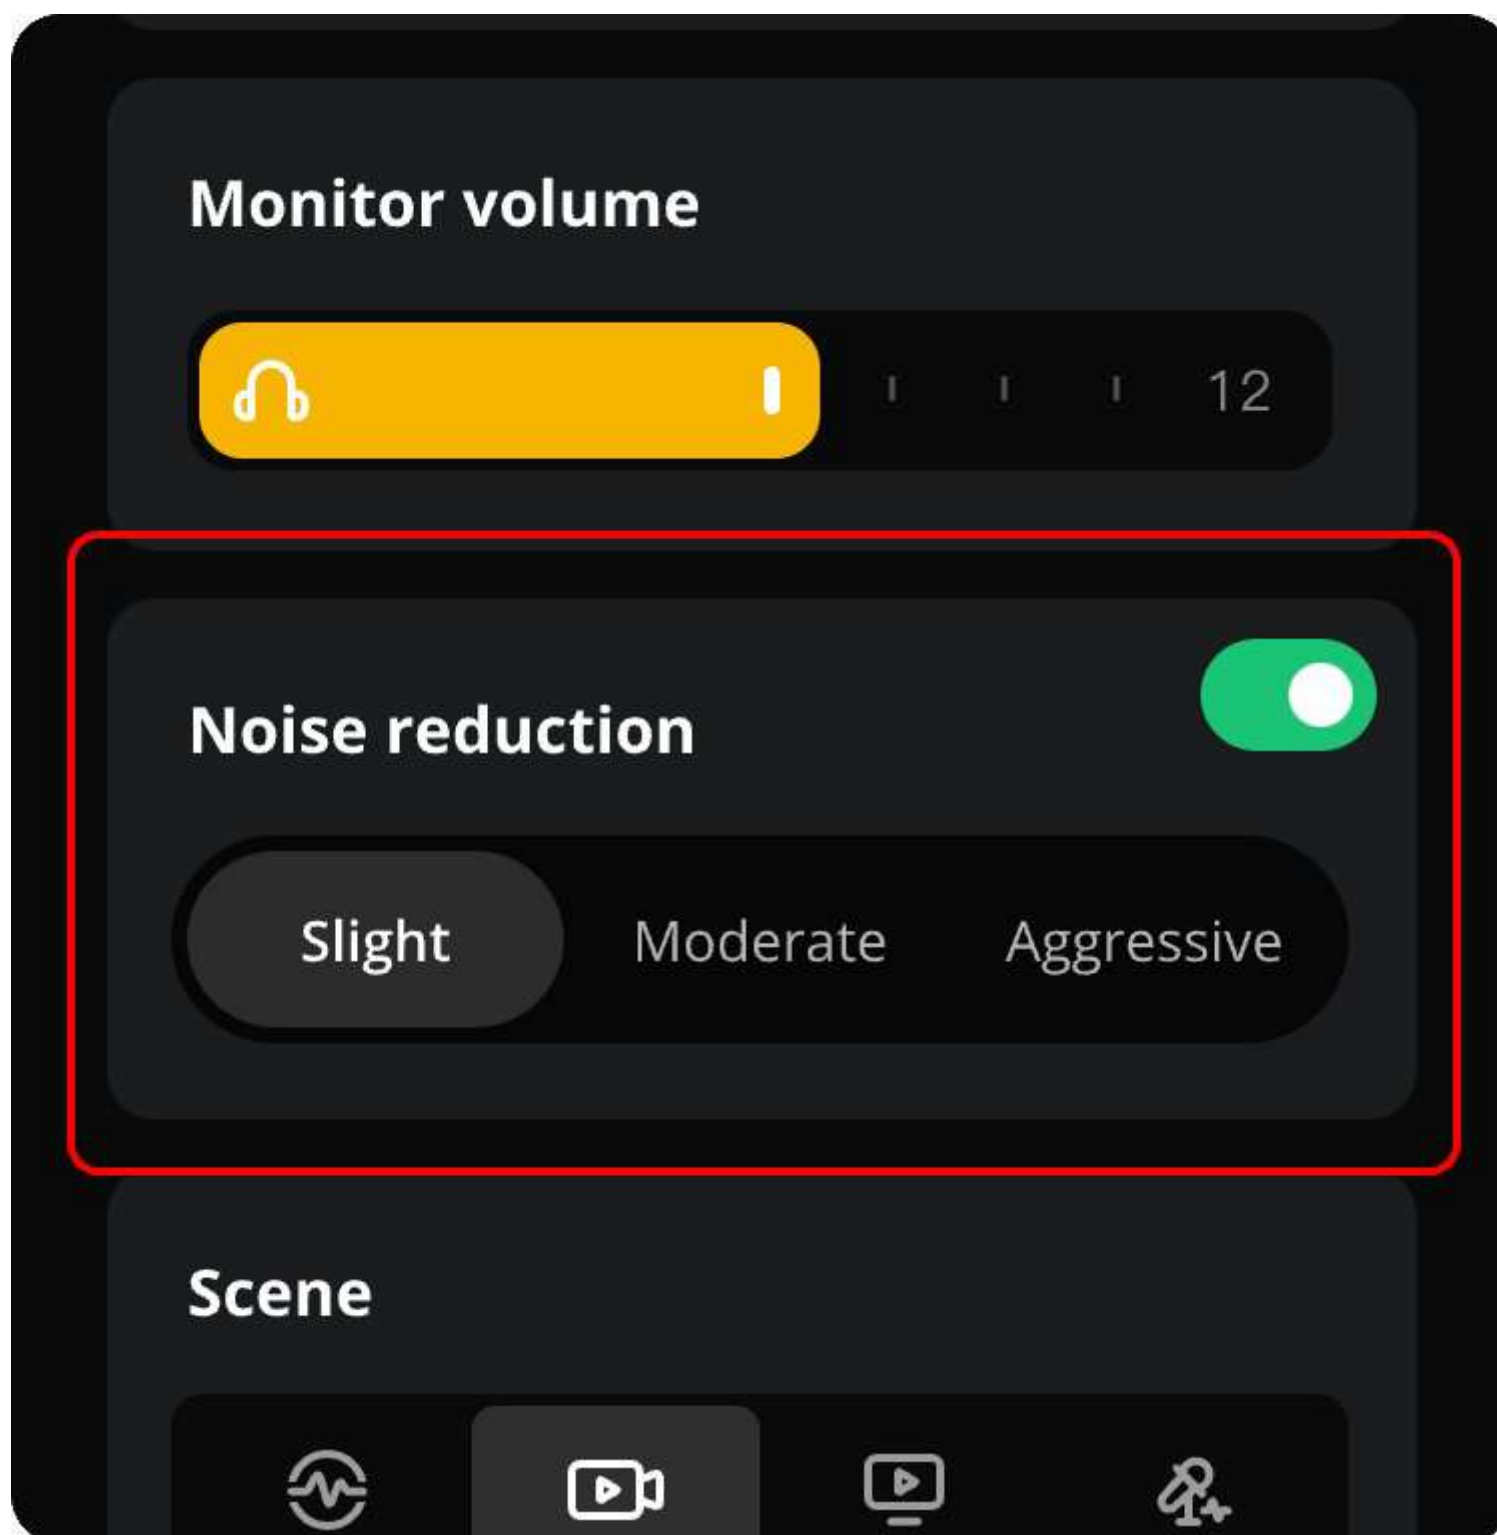 Monitor volume
12
Noise reduction
Slight Moderate Aggressive
Scene